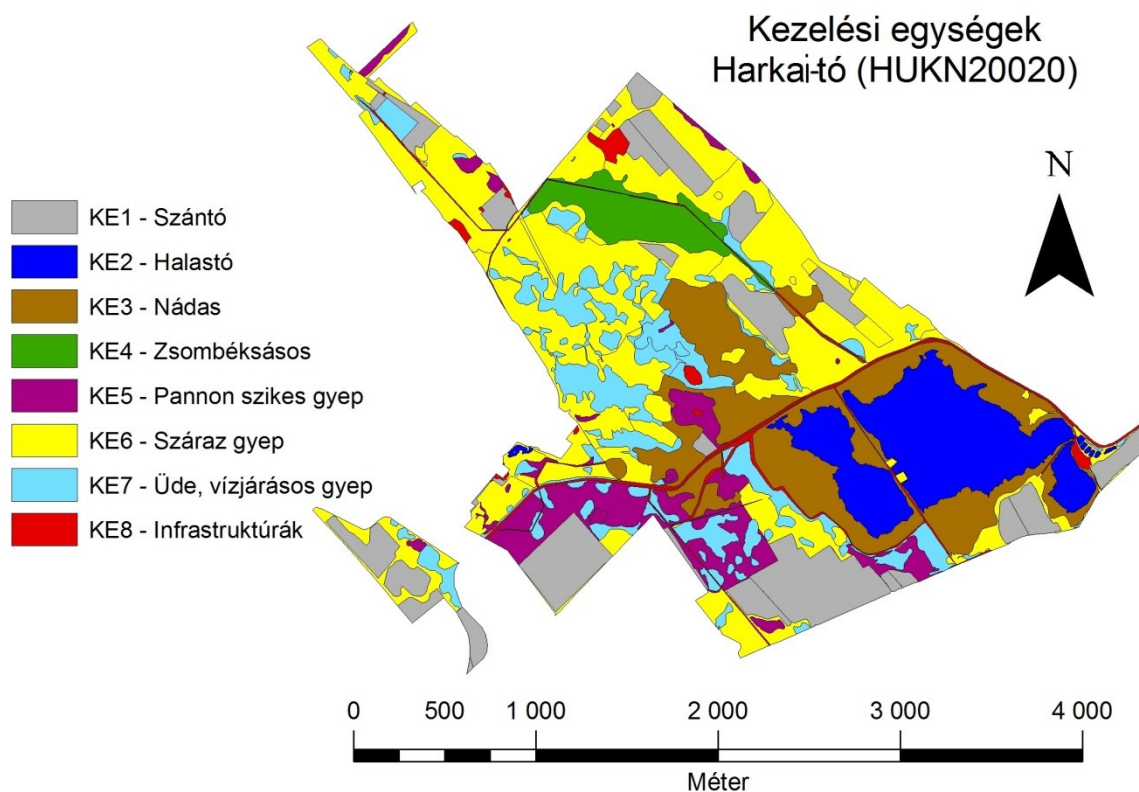 Kezelési egységek
Harkai-tó (HUKN20020)
N
KE1 - Szántó
KE2 - Halastó
KE3 - Nádas
KE4 - Zsombéksásos
KE5 - Pannon szikes gyep
KE6 - Száraz gyep
KE7 - Üde, vízjárásos gyep
KE8 - Infrastruktúrák
0 500 1 000 2 000 3 000 4 000
Méter